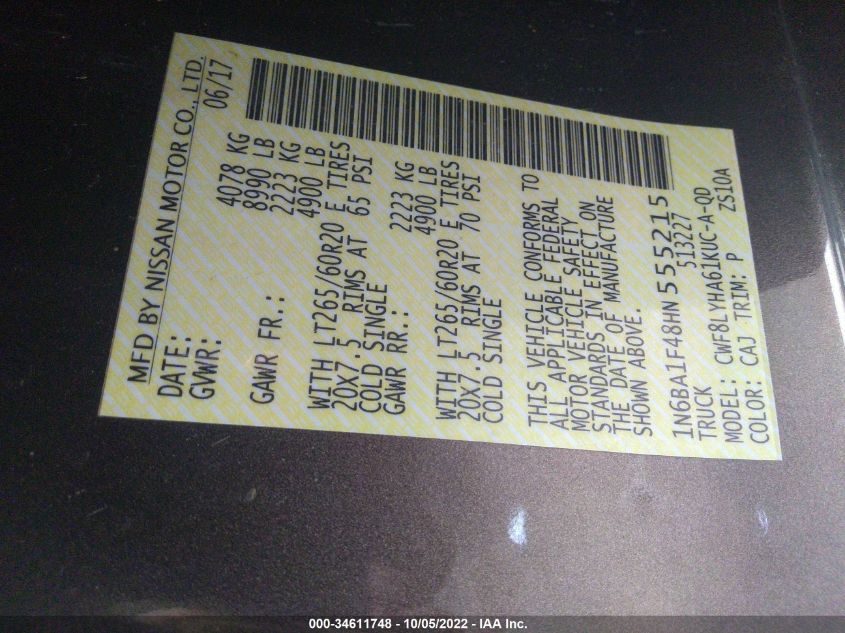 MFD BY NISSAN MOTOR CO., LTD.
DATE: 06/17
GVWR: 4078 KG
8990 LB
GAWR FR.: 2223 KG
4900 LB
WITH LT265/60R20 E TIRES
20X7.5 RIMS AT 65 PSI
COLD SINGLE
GAWR RR.: 2223 KG
4900 LB
WITH LT265/60R20 E TIRES
20X7.5 RIMS AT 70 PSI
COLD SINGLE
THIS VEHICLE CONFORMS TO
ALL APPLICABLE FEDERAL
MOTOR VEHICLE SAFETY
STANDARDS IN EFFECT ON
THE DATE OF MANUFACTURE
SHOWN ABOVE.
1N6BA1F48HN555215
TRUCK 513227
MODEL: CWF8LYHA61KUC-A-QD
COLOR: CAJ TRIM: P ZS10A
000-34611748 - 10/05/2022 - IAA Inc.